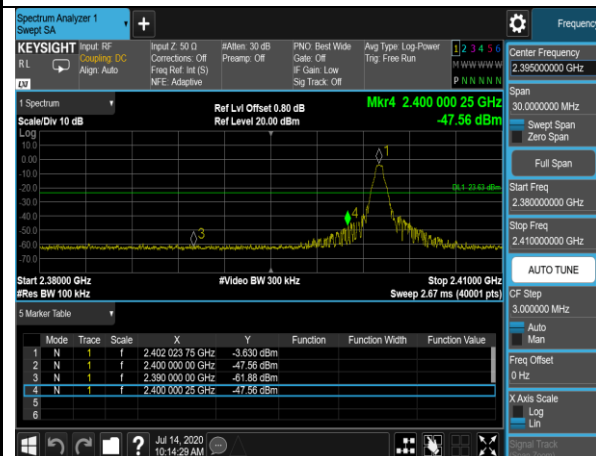 Spectrum Analyzer 1
Swept SA
Frequency
KEYSIGHT
RL
LXI
Input: RF
Coupling: DC
Align: Auto
Input Z: 50 Ω
Corrections: Off
Freq Ref: Int (S)
NFE: Adaptive
#Atten: 30 dB
Preamp: Off
PNO: Best Wide
Gate: Off
IF Gain: Low
Sig Track: Off
Avg Type: Log-Power
Trig: Free Run
1 2 3 4 5 6
M W W W W W
P N N N N N
1 Spectrum
Scale/Div 10 dB
Ref Lvl Offset 0.80 dB
Ref Level 20.00 dBm
Mkr4 2.400 000 25 GHz
-47.56 dBm
Log
10.0
0.00
-10.0
-20.0
-30.0
-40.0
-50.0
-60.0
-70.0
1
DL1 -23.63 dBm
4
3
Start 2.38000 GHz
#Res BW 100 kHz
#Video BW 300 kHz
Stop 2.41000 GHz
Sweep 2.67 ms (40001 pts)
5 Marker Table
Mode Trace Scale X Y Function Function Width Function Value
1 N 1 f 2.402 023 75 GHz -3.630 dBm
2 N 1 f 2.400 000 00 GHz -47.56 dBm
3 N 1 f 2.390 000 00 GHz -61.88 dBm
4 N 1 f 2.400 000 25 GHz -47.56 dBm
5
6
Jul 14, 2020
10:14:29 AM
Center Frequency
2.395000000 GHz
Span
30.0000000 MHz
Swept Span
Zero Span
Full Span
Start Freq
2.380000000 GHz
Stop Freq
2.410000000 GHz
AUTO TUNE
CF Step
3.000000 MHz
Auto
Man
Freq Offset
0 Hz
X Axis Scale
Log
Lin
Signal Track